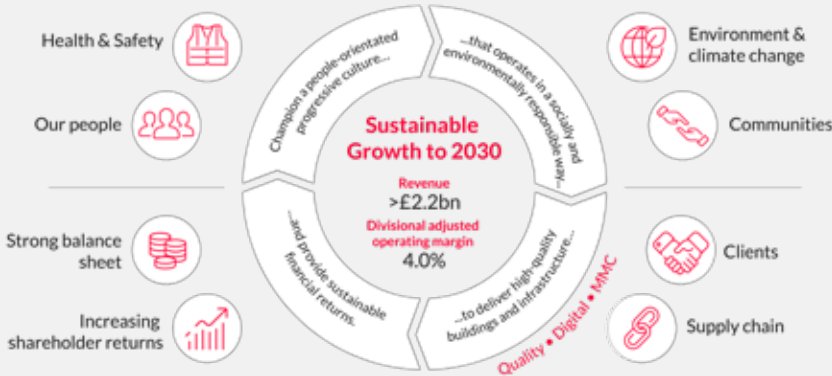 Health & Safety
Our people
Strong balance
sheet
Increasing
shareholder returns
Champion a people-orientated
progressive culture...
...that operates in a socially and
environmentally responsible way...
...to deliver high-quality
buildings and infrastructure...
...and provide sustainable
financial returns.
Sustainable
Growth to 2030
Revenue
>£2.2bn
Divisional adjusted
operating margin
4.0%
Quality • Digital • MMC
Environment &
climate change
Communities
Clients
Supply chain